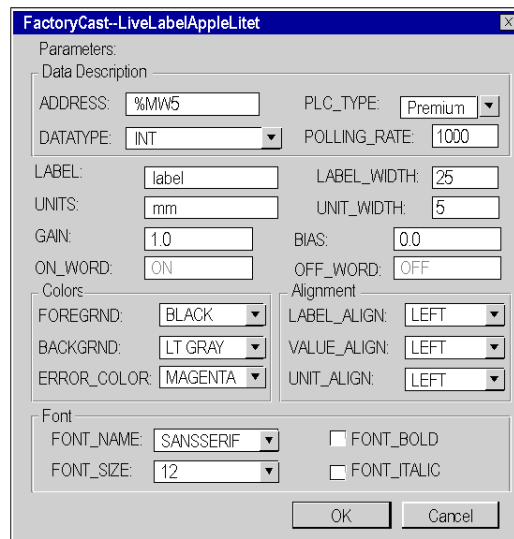 FactoryCast--LiveLabelAppleLitet
Parameters:
Data Description
ADDRESS: %MW5 PLC_TYPE: Premium
DATATYPE: INT POLLING_RATE: 1000
LABEL: label LABEL_WIDTH: 25
UNITS: mm UNIT_WIDTH: 5
GAIN: 1.0 BIAS: 0.0
ON_WORD: ON OFF_WORD: OFF
Colors Alignment
FOREGRND: BLACK LABEL_ALIGN: LEFT
BACKGRND: LT GRAY VALUE_ALIGN: LEFT
ERROR_COLOR: MAGENTA UNIT_ALIGN: LEFT
Font
FONT_NAME: SANSSERIF FONT_BOLD
FONT_SIZE: 12 FONT_ITALIC
OK Cancel